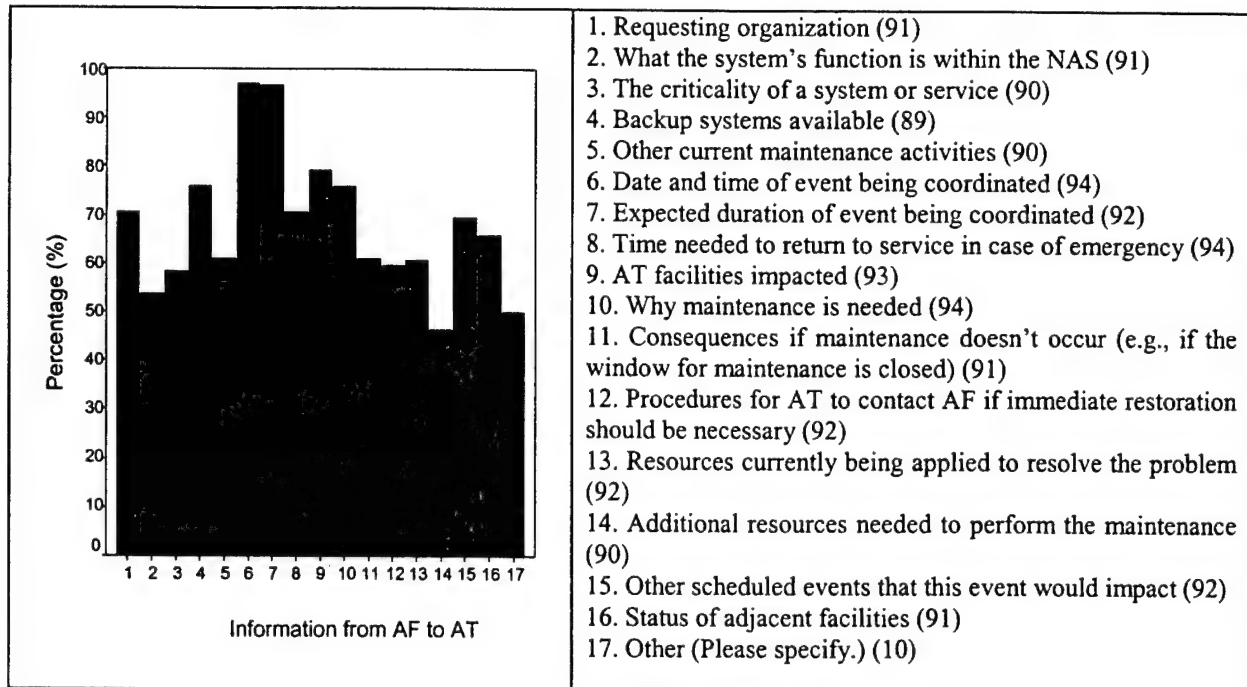 100
90
80
70
60
50
40
30
20
10
0
Percentage (%)
1 2 3 4 5 6 7 8 9 10 11 12 13 14 15 16 17
Information from AF to AT
1. Requesting organization (91)
2. What the system's function is within the NAS (91)
3. The criticality of a system or service (90)
4. Backup systems available (89)
5. Other current maintenance activities (90)
6. Date and time of event being coordinated (94)
7. Expected duration of event being coordinated (92)
8. Time needed to return to service in case of emergency (94)
9. AT facilities impacted (93)
10. Why maintenance is needed (94)
11. Consequences if maintenance doesn't occur (e.g., if the
window for maintenance is closed) (91)
12. Procedures for AT to contact AF if immediate restoration
should be necessary (92)
13. Resources currently being applied to resolve the problem
(92)
14. Additional resources needed to perform the maintenance
(90)
15. Other scheduled events that this event would impact (92)
16. Status of adjacent facilities (91)
17. Other (Please specify.) (10)